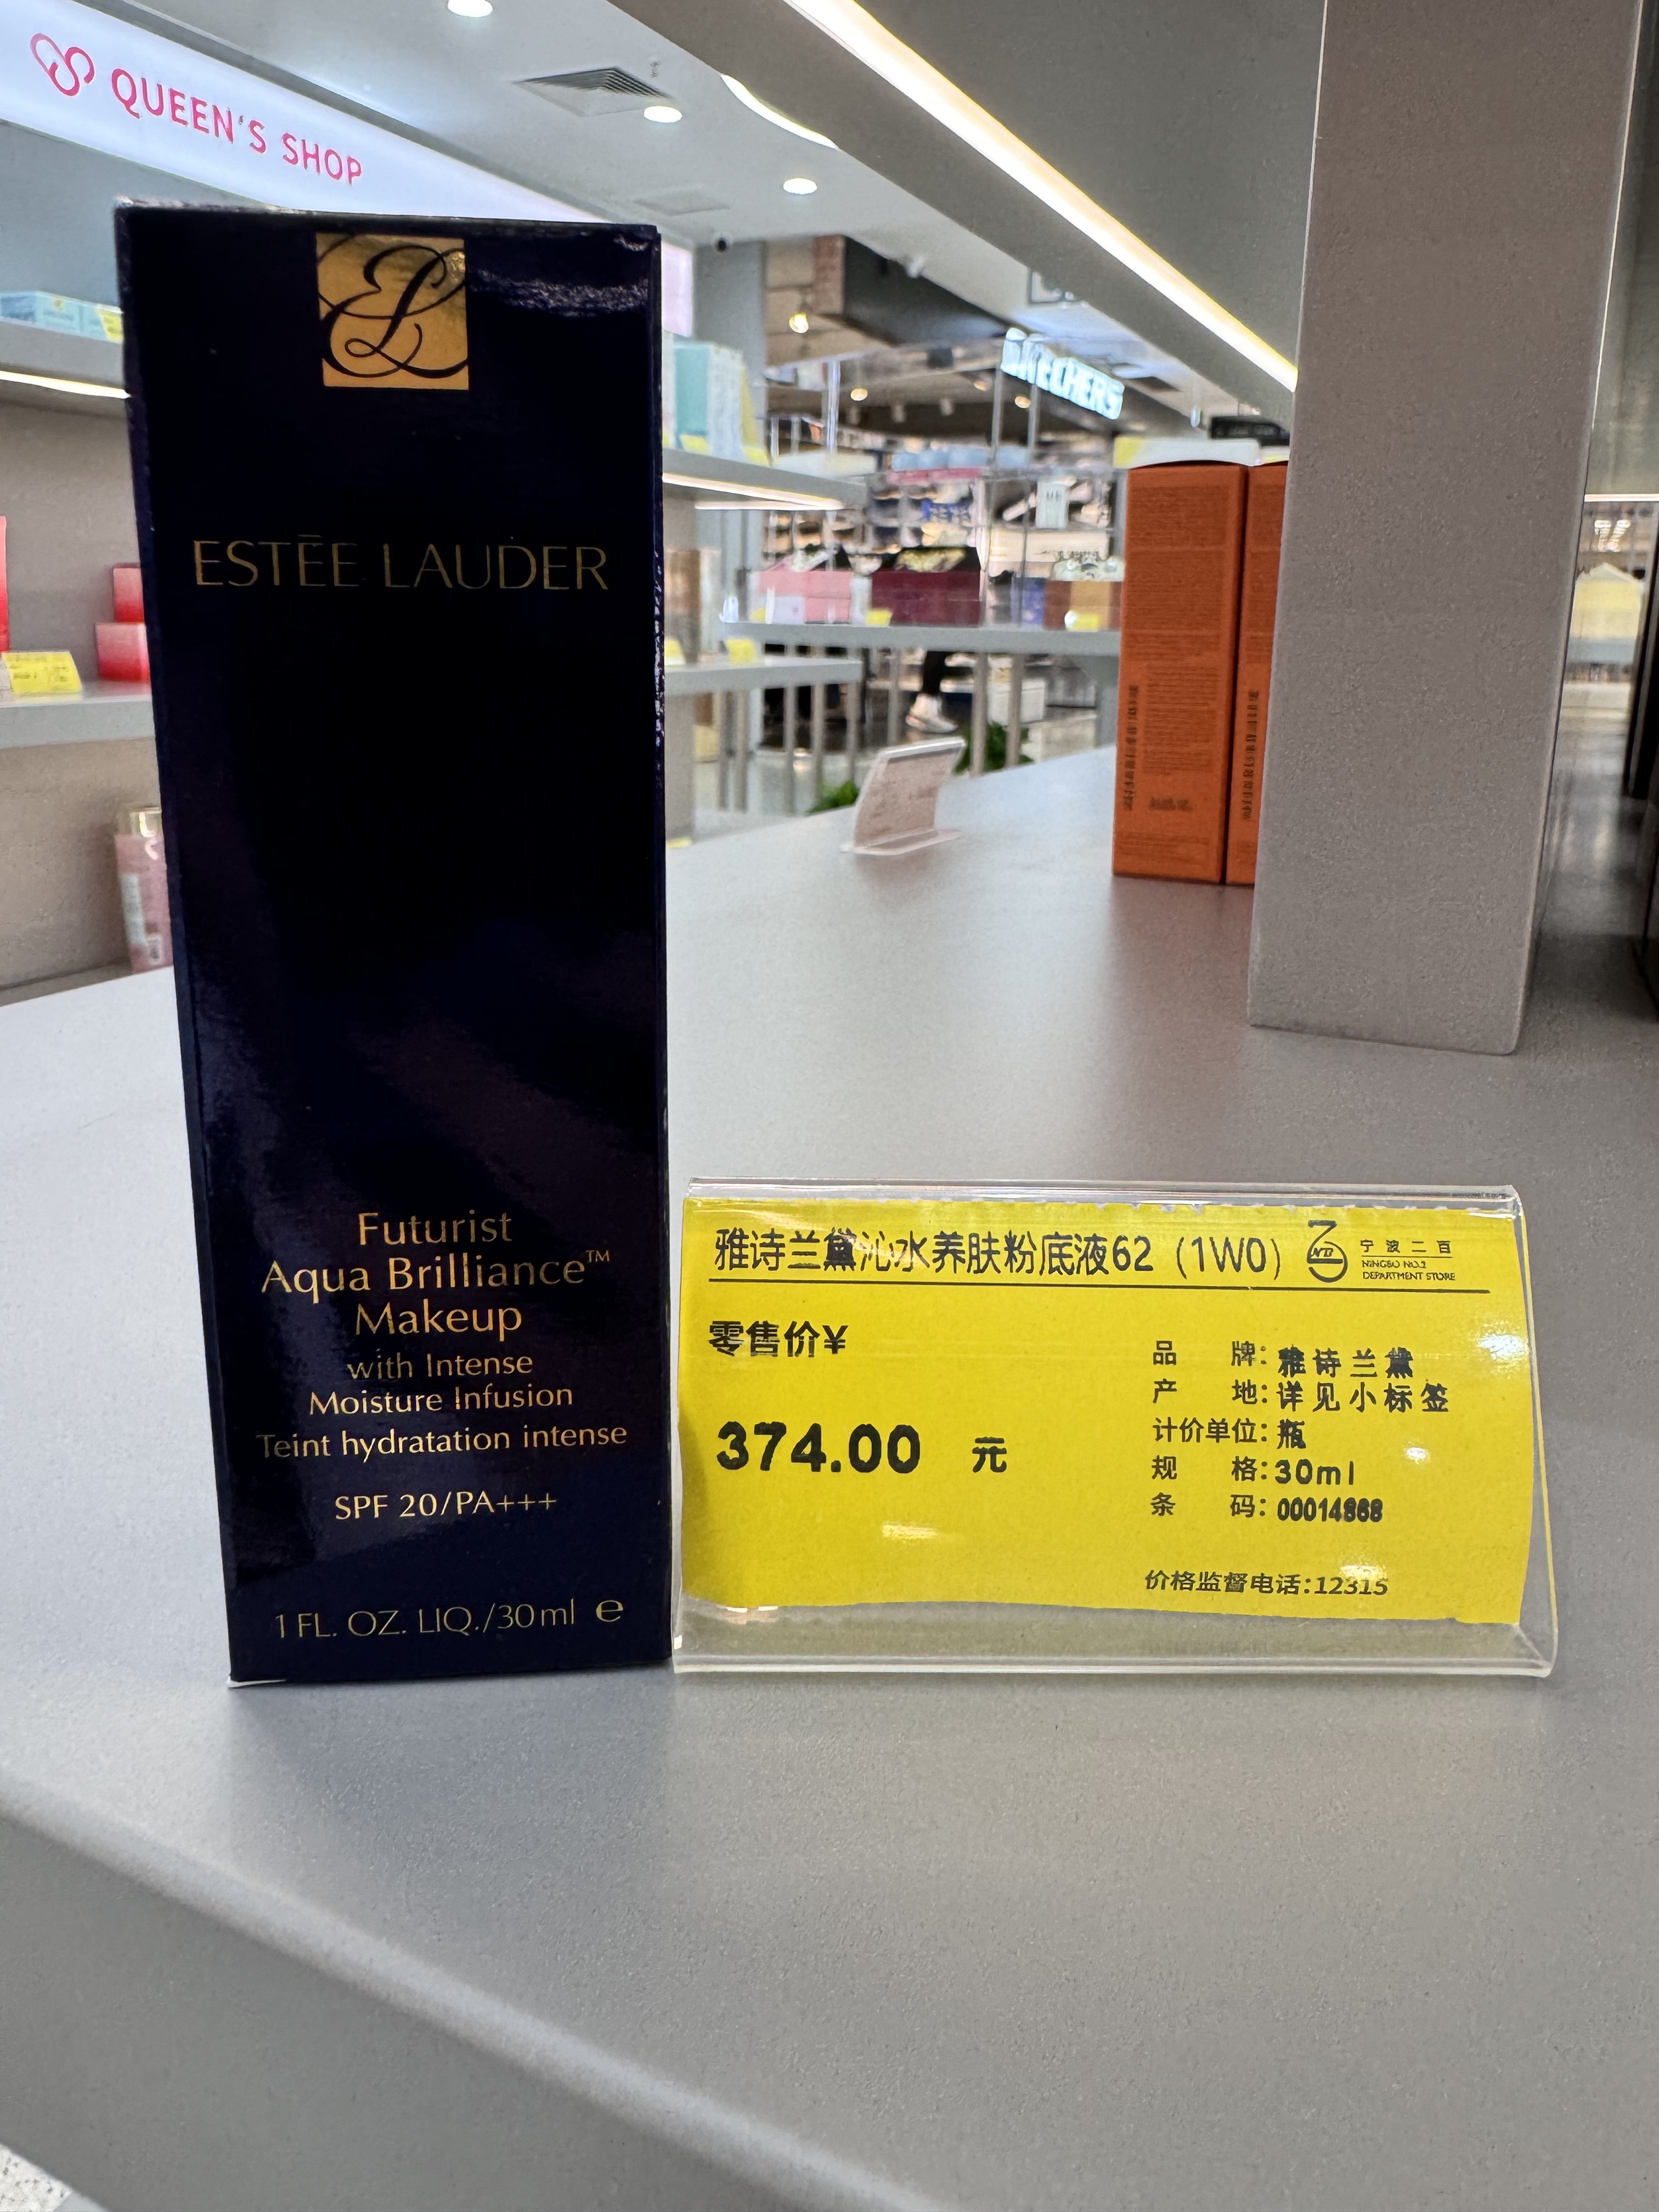 QUEEN'S SHOP
ESTĒE LAUDER
Futurist
Aqua Brilliance™
Makeup
with Intense
Moisture Infusion
Teint hydratation intense
SPF 20/PA+++
1 FL. OZ. LIQ./30 ml e
SKECHERS
雅诗兰黛沁水养肤粉底液62（1W0）
宁波二百
NINGBO NO.2
DEPARTMENT STORE
零售价¥
374.00 元
品 牌：雅诗兰黛
产 地：详见小标签
计价单位：瓶
规 格：30ml
条 码：00014868
价格监督电话：12315